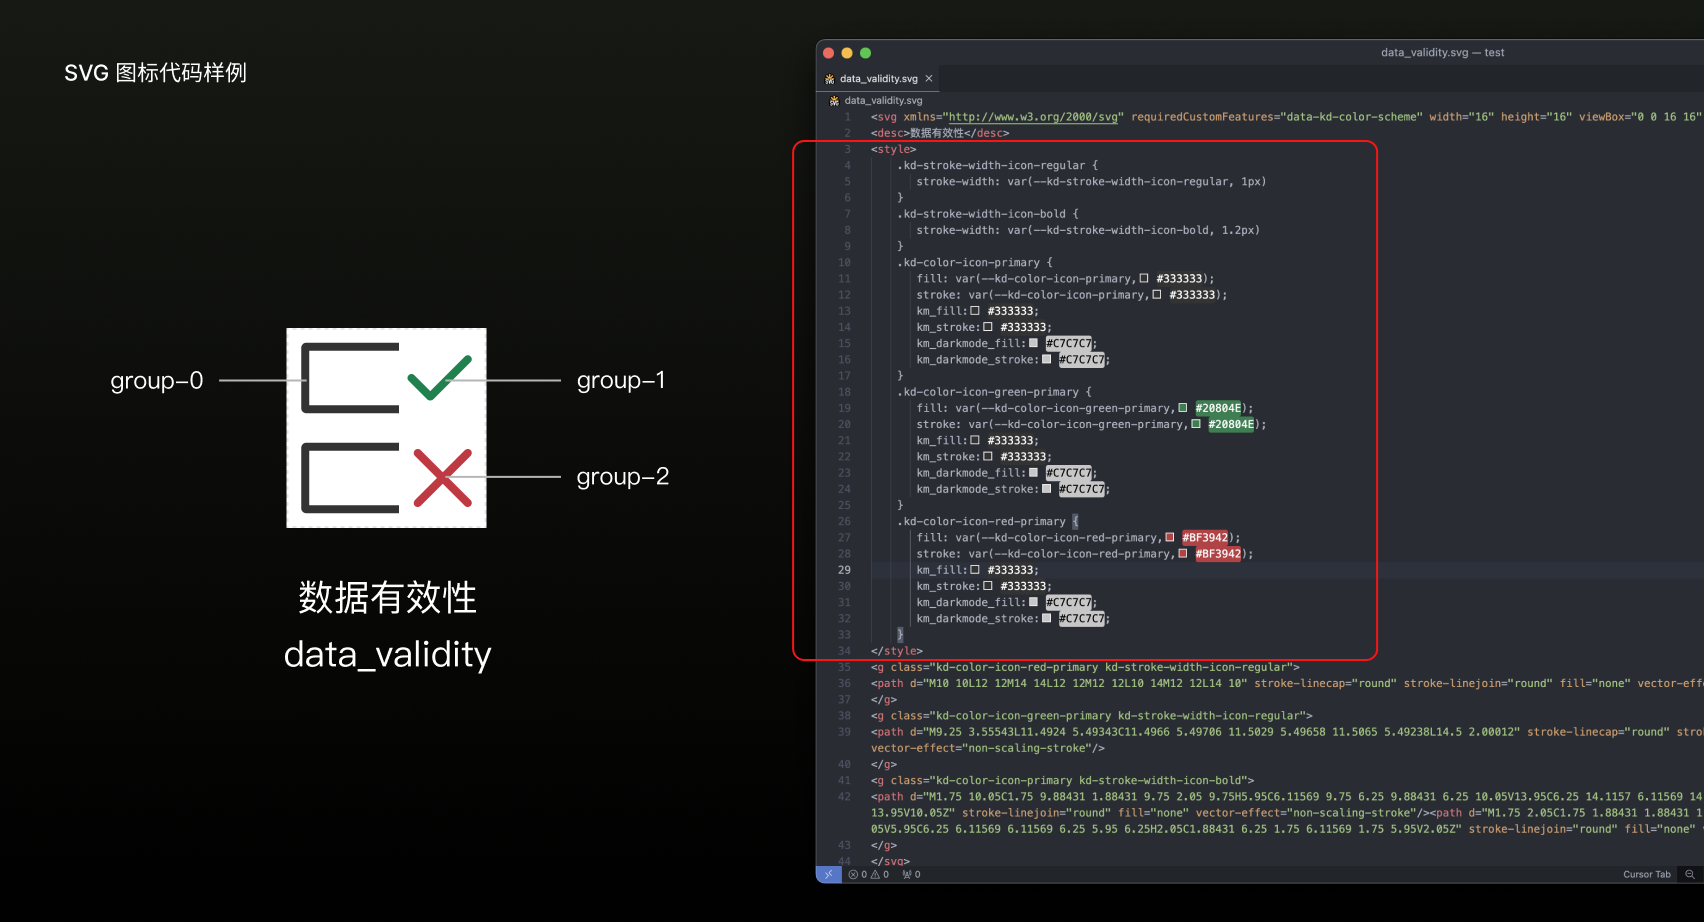 SVG 图标代码样例
group-0
group-1
group-2
数据有效性
data_validity
data_validity.svg — test
data_validity.svg ×
data_validity.svg
1 <svg xmlns="http://www.w3.org/2000/svg" requiredCustomFeatures="data-kd-color-scheme" width="16" height="16" viewBox="0 0 16 16"
2 <desc>数据有效性</desc>
3 <style>
4 .kd-stroke-width-icon-regular {
5 stroke-width: var(--kd-stroke-width-icon-regular, 1px)
6 }
7 .kd-stroke-width-icon-bold {
8 stroke-width: var(--kd-stroke-width-icon-bold, 1.2px)
9 }
10 .kd-color-icon-primary {
11 fill: var(--kd-color-icon-primary, #333333);
12 stroke: var(--kd-color-icon-primary, #333333);
13 km_fill: #333333;
14 km_stroke: #333333;
15 km_darkmode_fill: #C7C7C7;
16 km_darkmode_stroke: #C7C7C7;
17 }
18 .kd-color-icon-green-primary {
19 fill: var(--kd-color-icon-green-primary, #20804E);
20 stroke: var(--kd-color-icon-green-primary, #20804E);
21 km_fill: #333333;
22 km_stroke: #333333;
23 km_darkmode_fill: #C7C7C7;
24 km_darkmode_stroke: #C7C7C7;
25 }
26 .kd-color-icon-red-primary {
27 fill: var(--kd-color-icon-red-primary, #BF3942);
28 stroke: var(--kd-color-icon-red-primary, #BF3942);
29 km_fill: #333333;
30 km_stroke: #333333;
31 km_darkmode_fill: #C7C7C7;
32 km_darkmode_stroke: #C7C7C7;
33 }
34 </style>
35 <g class="kd-color-icon-red-primary kd-stroke-width-icon-regular">
36 <path d="M10 10L12 12M14 14L12 12M12 12L10 14M12 12L14 10" stroke-linecap="round" stroke-linejoin="round" fill="none" vector-eff
37 </g>
38 <g class="kd-color-icon-green-primary kd-stroke-width-icon-regular">
39 <path d="M9.25 3.55543L11.4924 5.49343C11.4966 5.49706 11.5029 5.49658 11.5065 5.49238L14.5 2.00012" stroke-linecap="round" stro
vector-effect="non-scaling-stroke"/>
40 </g>
41 <g class="kd-color-icon-primary kd-stroke-width-icon-bold">
42 <path d="M1.75 10.05C1.75 9.88431 1.88431 9.75 2.05 9.75H5.95C6.11569 9.75 6.25 9.88431 6.25 10.05V13.95C6.25 14.1157 6.11569 14
13.95V10.05Z" stroke-linejoin="round" fill="none" vector-effect="non-scaling-stroke"/><path d="M1.75 2.05C1.75 1.88431 1.88431 1
05V5.95C6.25 6.11569 6.11569 6.25 5.95 6.25H2.05C1.88431 6.25 1.75 6.11569 1.75 5.95V2.05Z" stroke-linejoin="round" fill="none"
43 </g>
44 </svg>
0 0 0
Cursor Tab